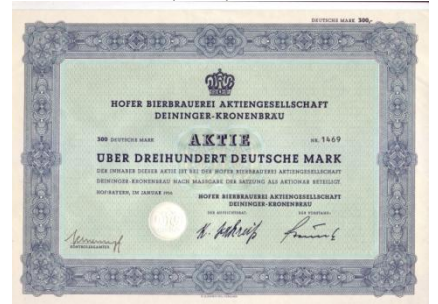 DEUTSCHE MARK 300,-
HOFER BIERBRAUEREI AKTIENGESELLSCHAFT
DEININGER-KRONENBRÄU
300 DEUTSCHE MARK AKTIE NR. 1469
ÜBER DREIHUNDERT DEUTSCHE MARK
DER INHABER DIESER AKTIE IST BEI DER HOFER BIERBRAUEREI AKTIENGESELLSCHAFT
DEININGER-KRONENBRÄU NACH MASSGABE DER SATZUNG ALS AKTIONÄR BETEILIGT.
HOF/BAYERN, IM JANUAR
HOFER BIERBRAUEREI AKTIENGESELLSCHAFT
DEININGER-KRONENBRÄU
DER AUFSICHTSRAT: DER VORSTAND:
KONTROLLBEAMTER